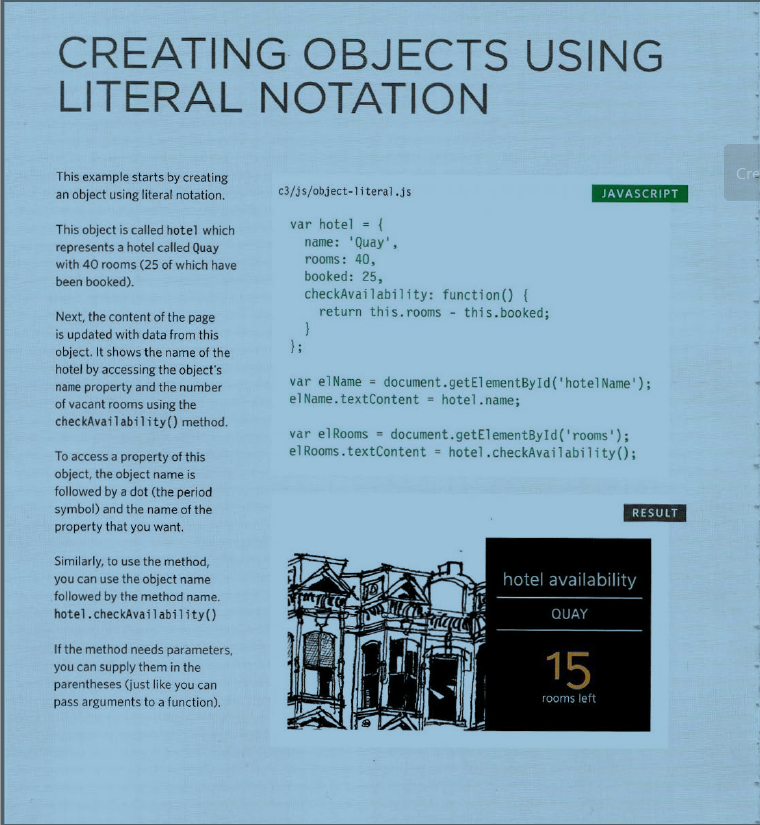 CREATING OBJECTS USING
LITERAL NOTATION
This example starts by creating
an object using literal notation.
This object is called hotel which
represents a hotel called Quay
with 40 rooms (25 of which have
been booked).
Next, the content of the page
is updated with data from this
object. It shows the name of the
hotel by accessing the object's
name property and the number
of vacant rooms using the
checkAvailability() method.
To access a property of this
object, the object name is
followed by a dot (the period
symbol) and the name of the
property that you want.
Similarly, to use the method,
you can use the object name
followed by the method name.
hotel.checkAvailability()
If the method needs parameters,
you can supply them in the
parentheses (just like you can
pass arguments to a function).
c3/js/object-literal.js
JAVASCRIPT
var hotel = {
name: 'Quay',
rooms: 40,
booked: 25,
checkAvailability: function() {
return this.rooms - this.booked;
}
};
var elName = document.getElementById('hotelName');
elName.textContent = hotel.name;
var elRooms = document.getElementById('rooms');
elRooms.textContent = hotel.checkAvailability();
RESULT
hotel availability
QUAY
15
rooms left
Cre